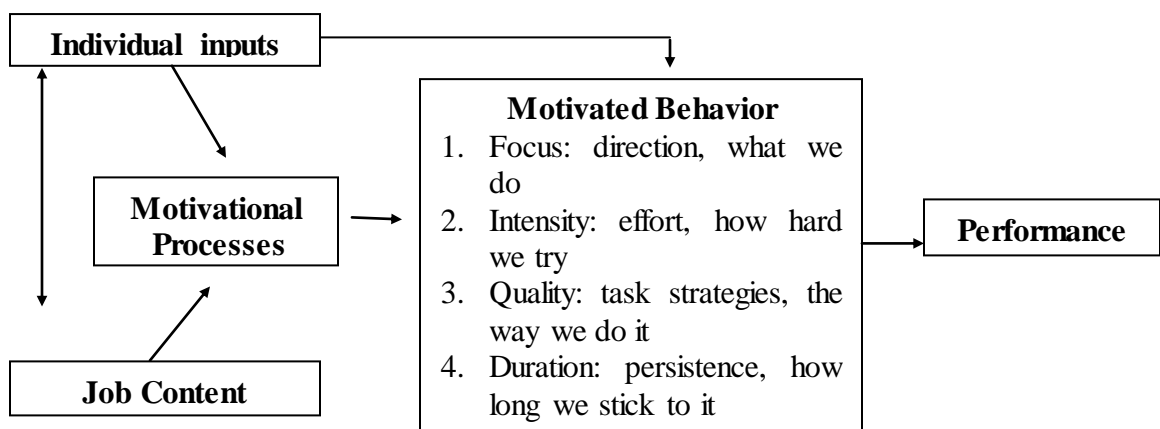 Individual inputs
Motivated Behavior
1. Focus: direction, what we
do
2. Intensity: effort, how hard
we try
3. Quality: task strategies, the
way we do it
4. Duration: persistence, how
long we stick to it
Motivational
Processes
Performance
Job Content